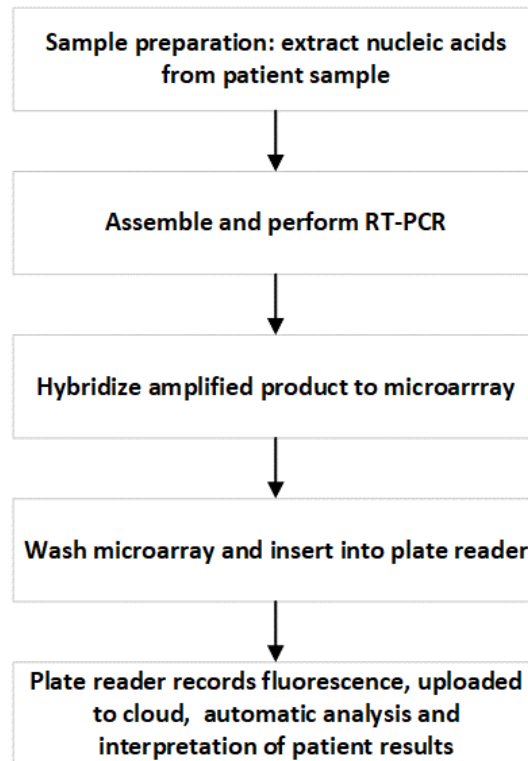 Sample preparation: extract nucleic acids
from patient sample
Assemble and perform RT-PCR
Hybridize amplified product to microarrray
Wash microarray and insert into plate reader
Plate reader records fluorescence, uploaded
to cloud, automatic analysis and
interpretation of patient results